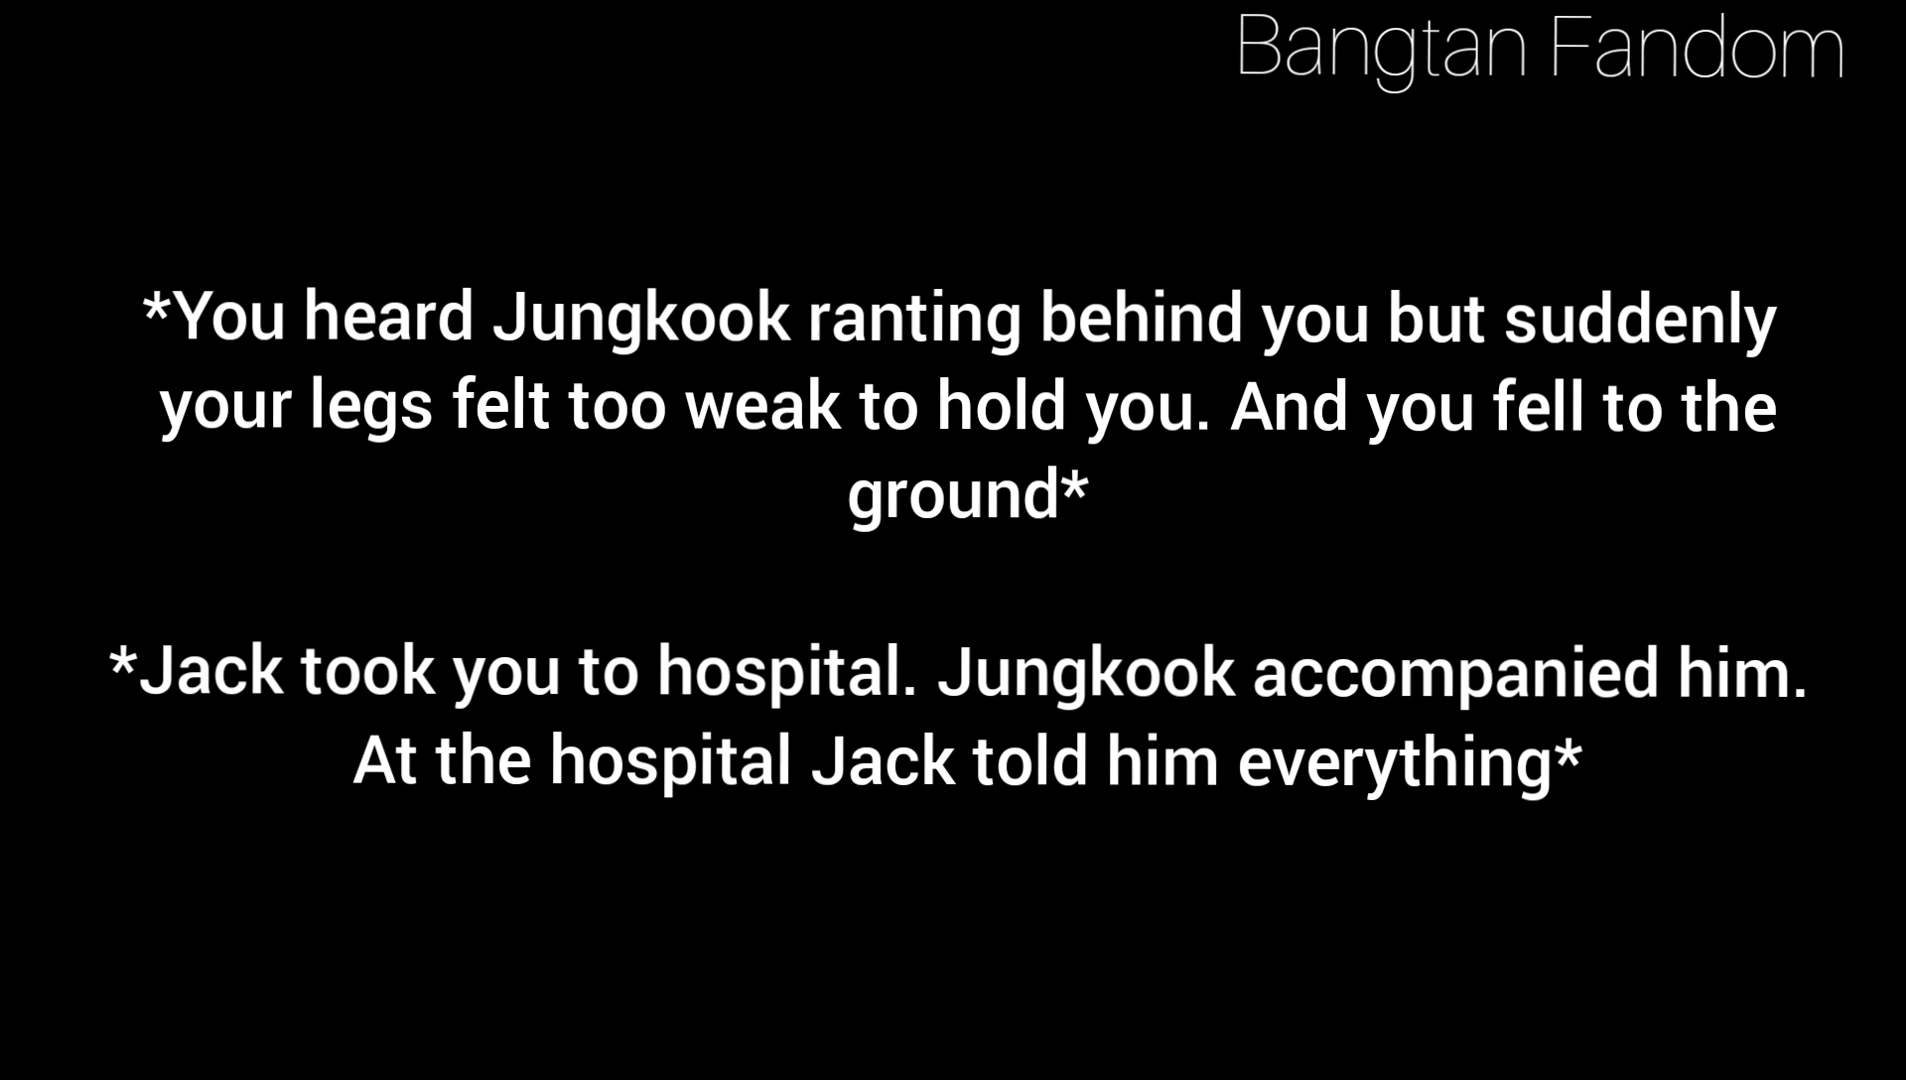 Bangtan Fandom
*You heard Jungkook ranting behind you but suddenly
your legs felt too weak to hold you. And you fell to the
ground*
*Jack took you to hospital. Jungkook accompanied him.
At the hospital Jack told him everything*